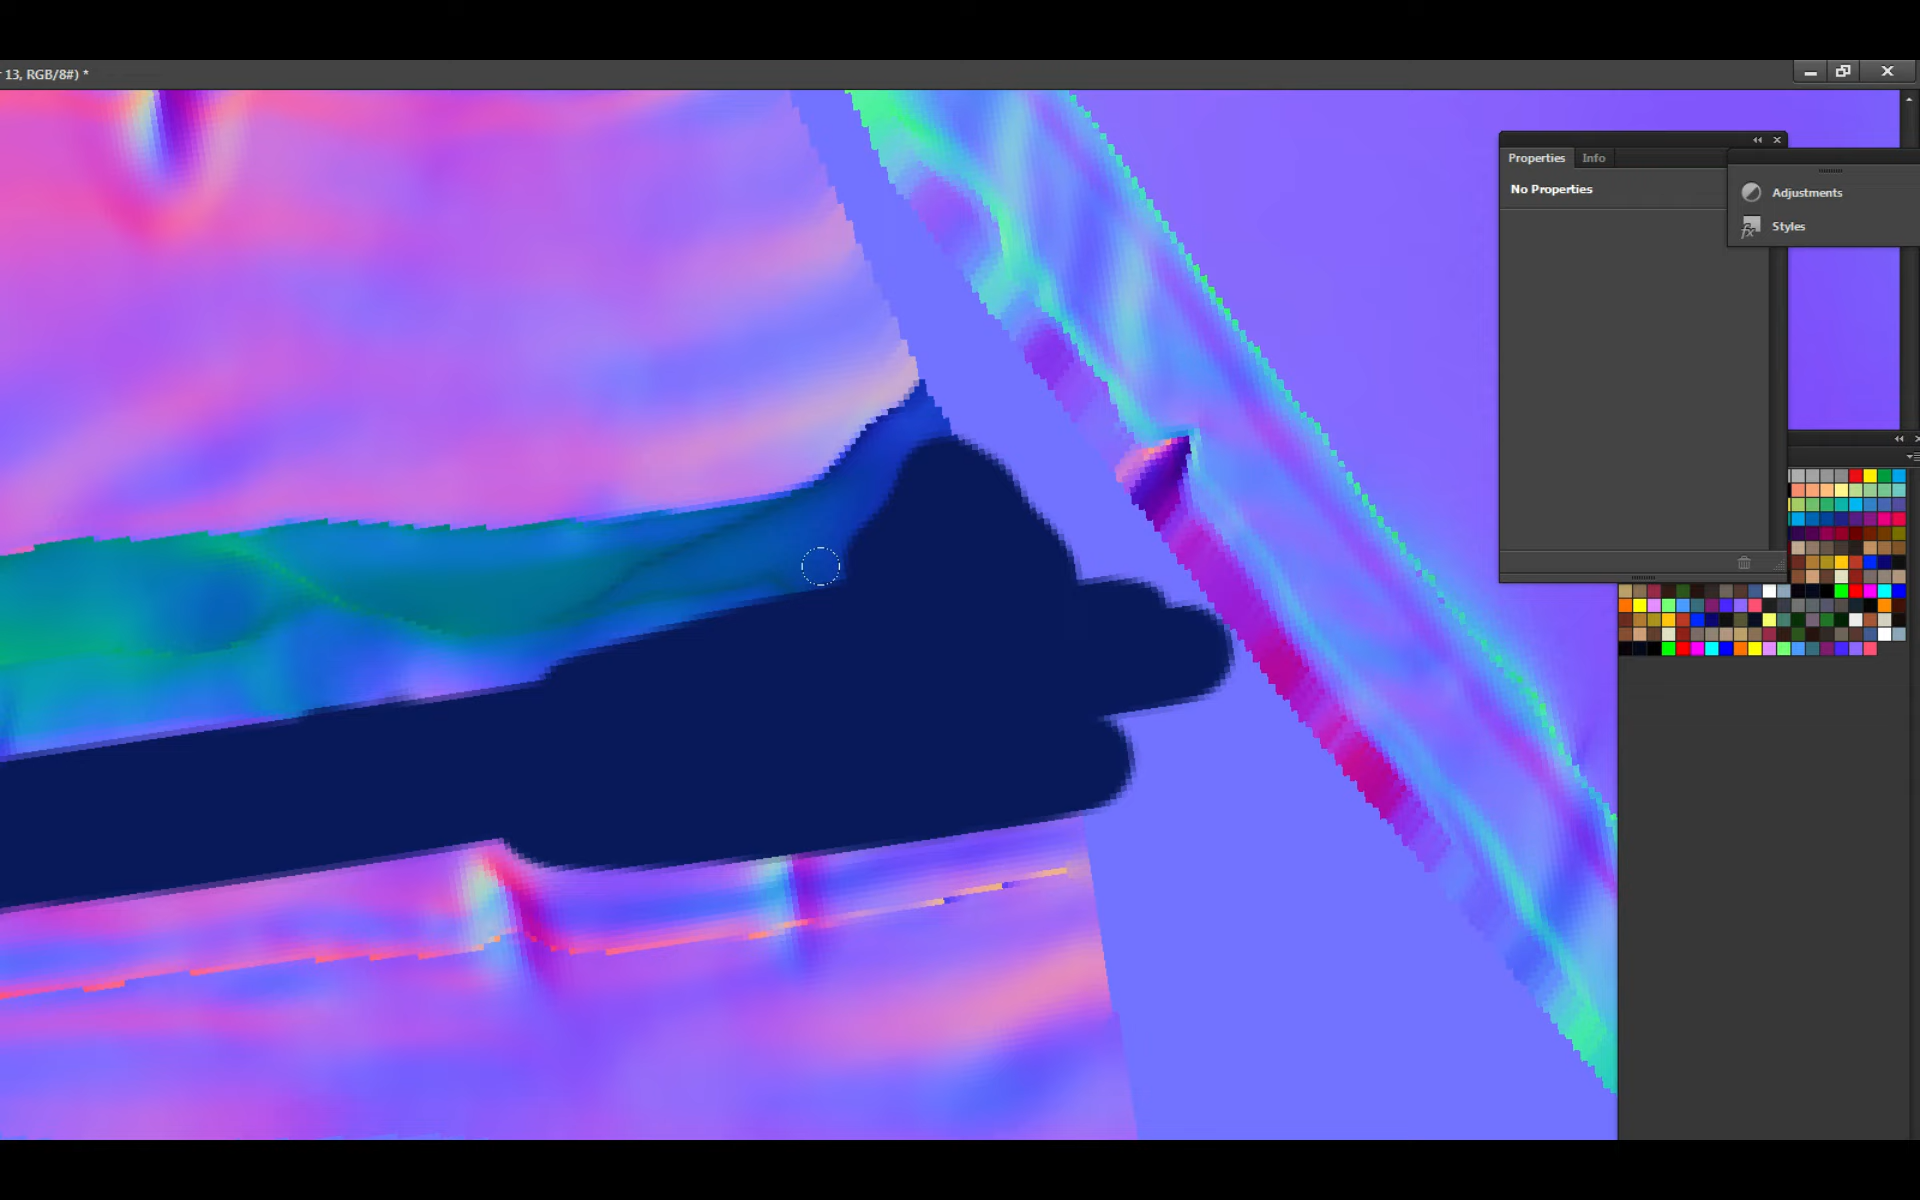 13, RGB/8#) *
Properties
Info
No Properties
Adjustments
Styles